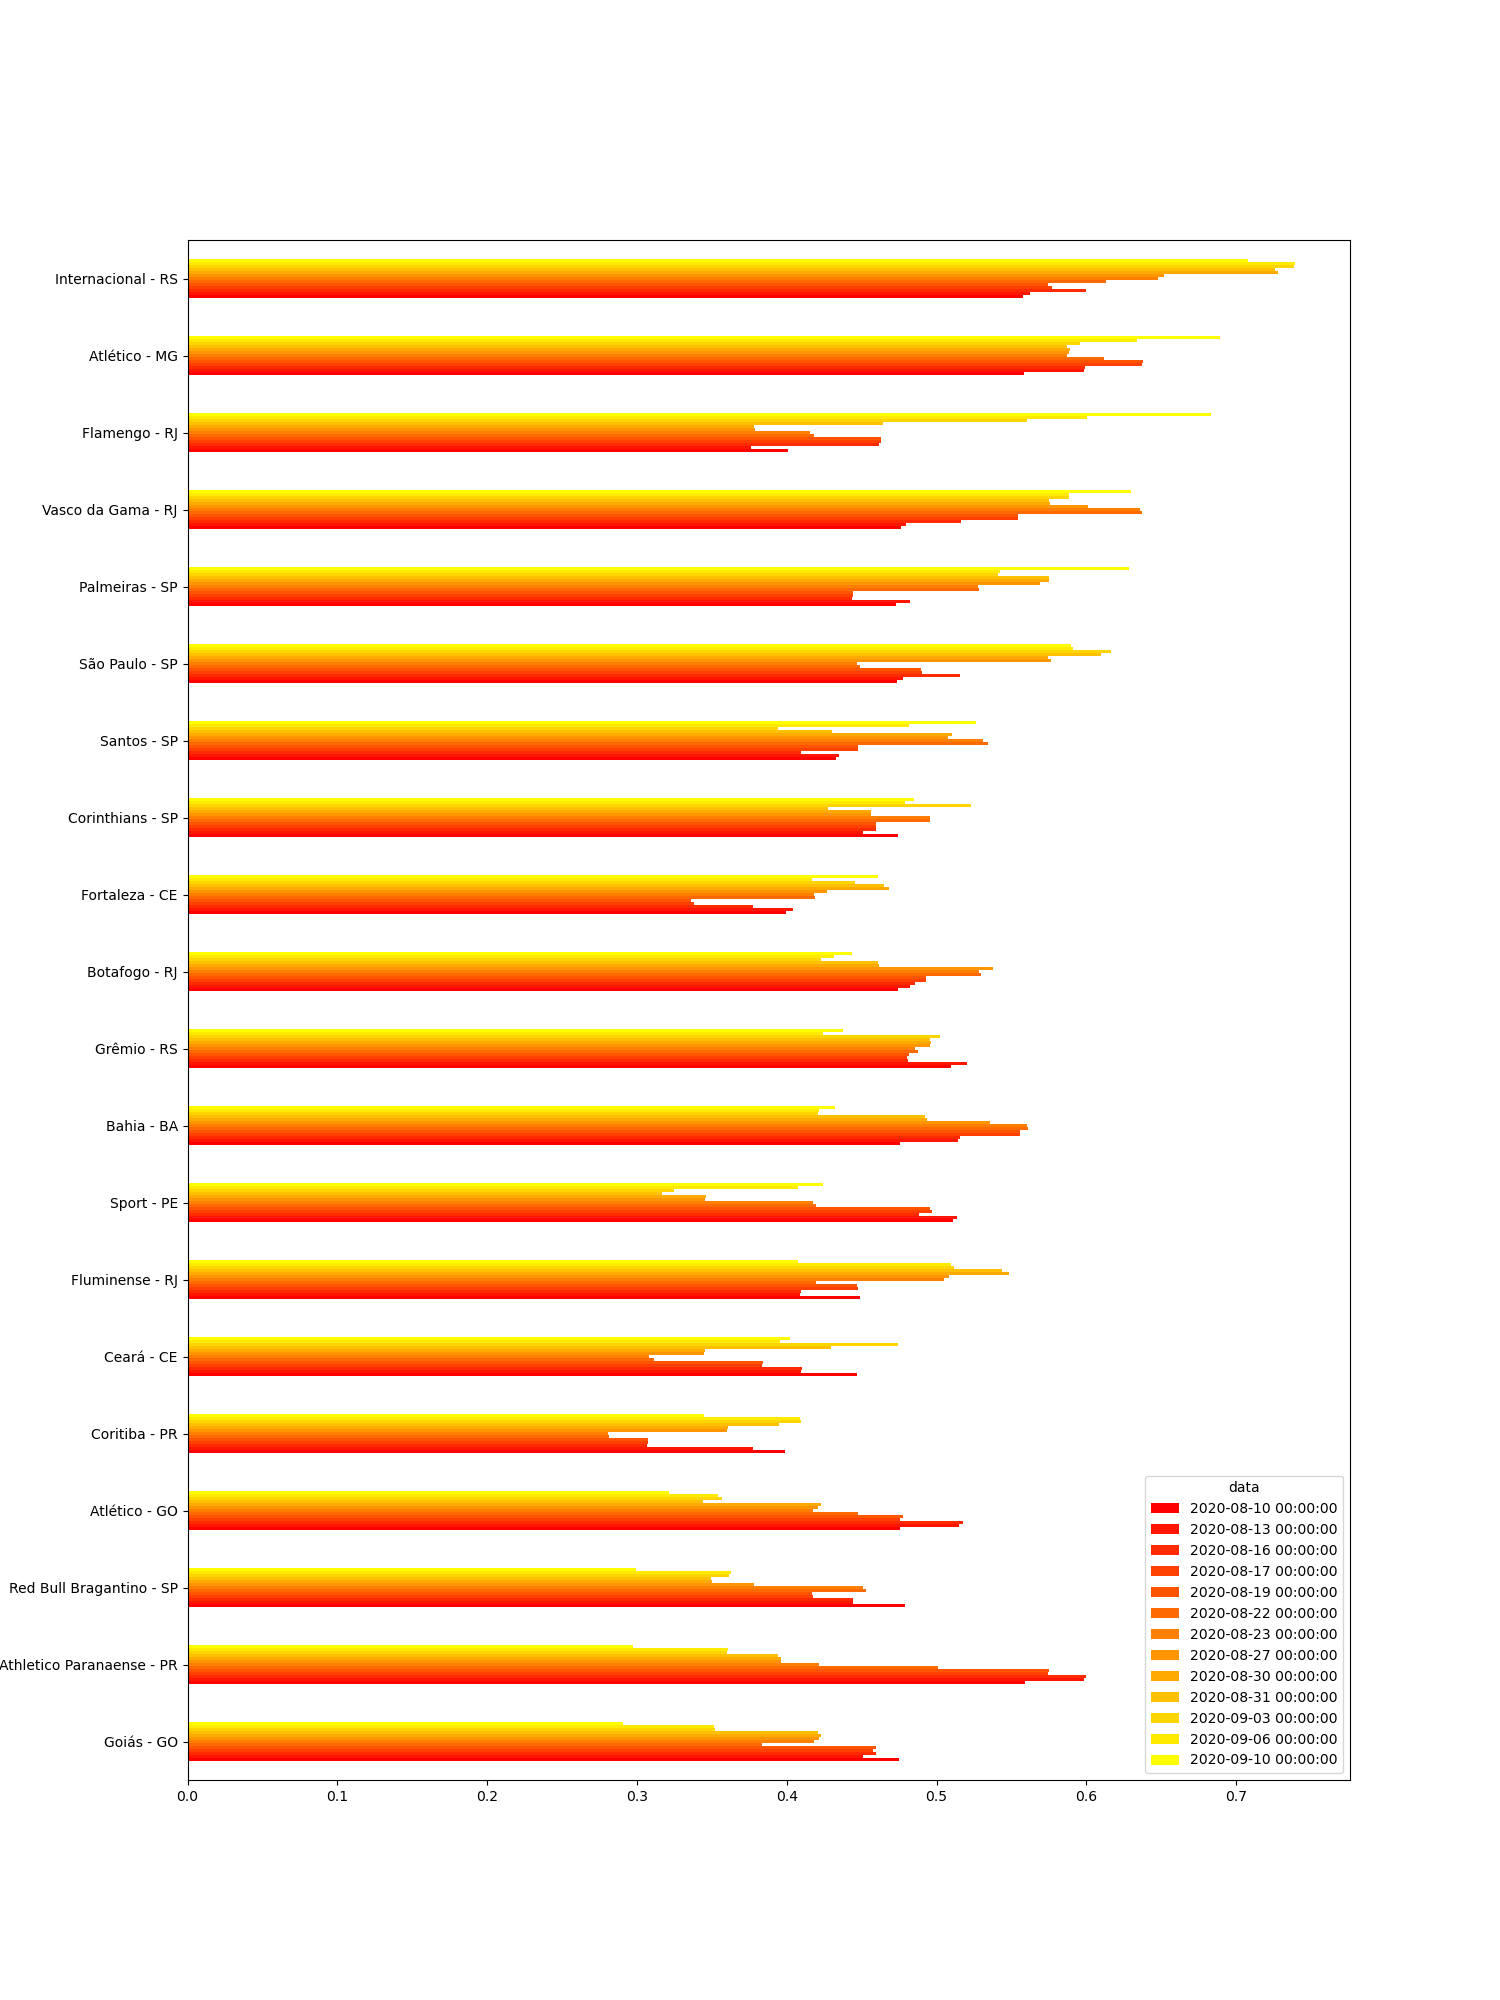 Internacional - RS
Atlético - MG
Flamengo - RJ
Vasco da Gama - RJ
Palmeiras - SP
São Paulo - SP
Santos - SP
Corinthians - SP
Fortaleza - CE
Botafogo - RJ
Grêmio - RS
Bahia - BA
Sport - PE
Fluminense - RJ
Ceará - CE
Coritiba - PR
Atlético - GO
Red Bull Bragantino - SP
Athletico Paranaense - PR
Goiás - GO
data
2020-08-10 00:00:00
2020-08-13 00:00:00
2020-08-16 00:00:00
2020-08-17 00:00:00
2020-08-19 00:00:00
2020-08-22 00:00:00
2020-08-23 00:00:00
2020-08-27 00:00:00
2020-08-30 00:00:00
2020-08-31 00:00:00
2020-09-03 00:00:00
2020-09-06 00:00:00
2020-09-10 00:00:00
0.0 0.1 0.2 0.3 0.4 0.5 0.6 0.7